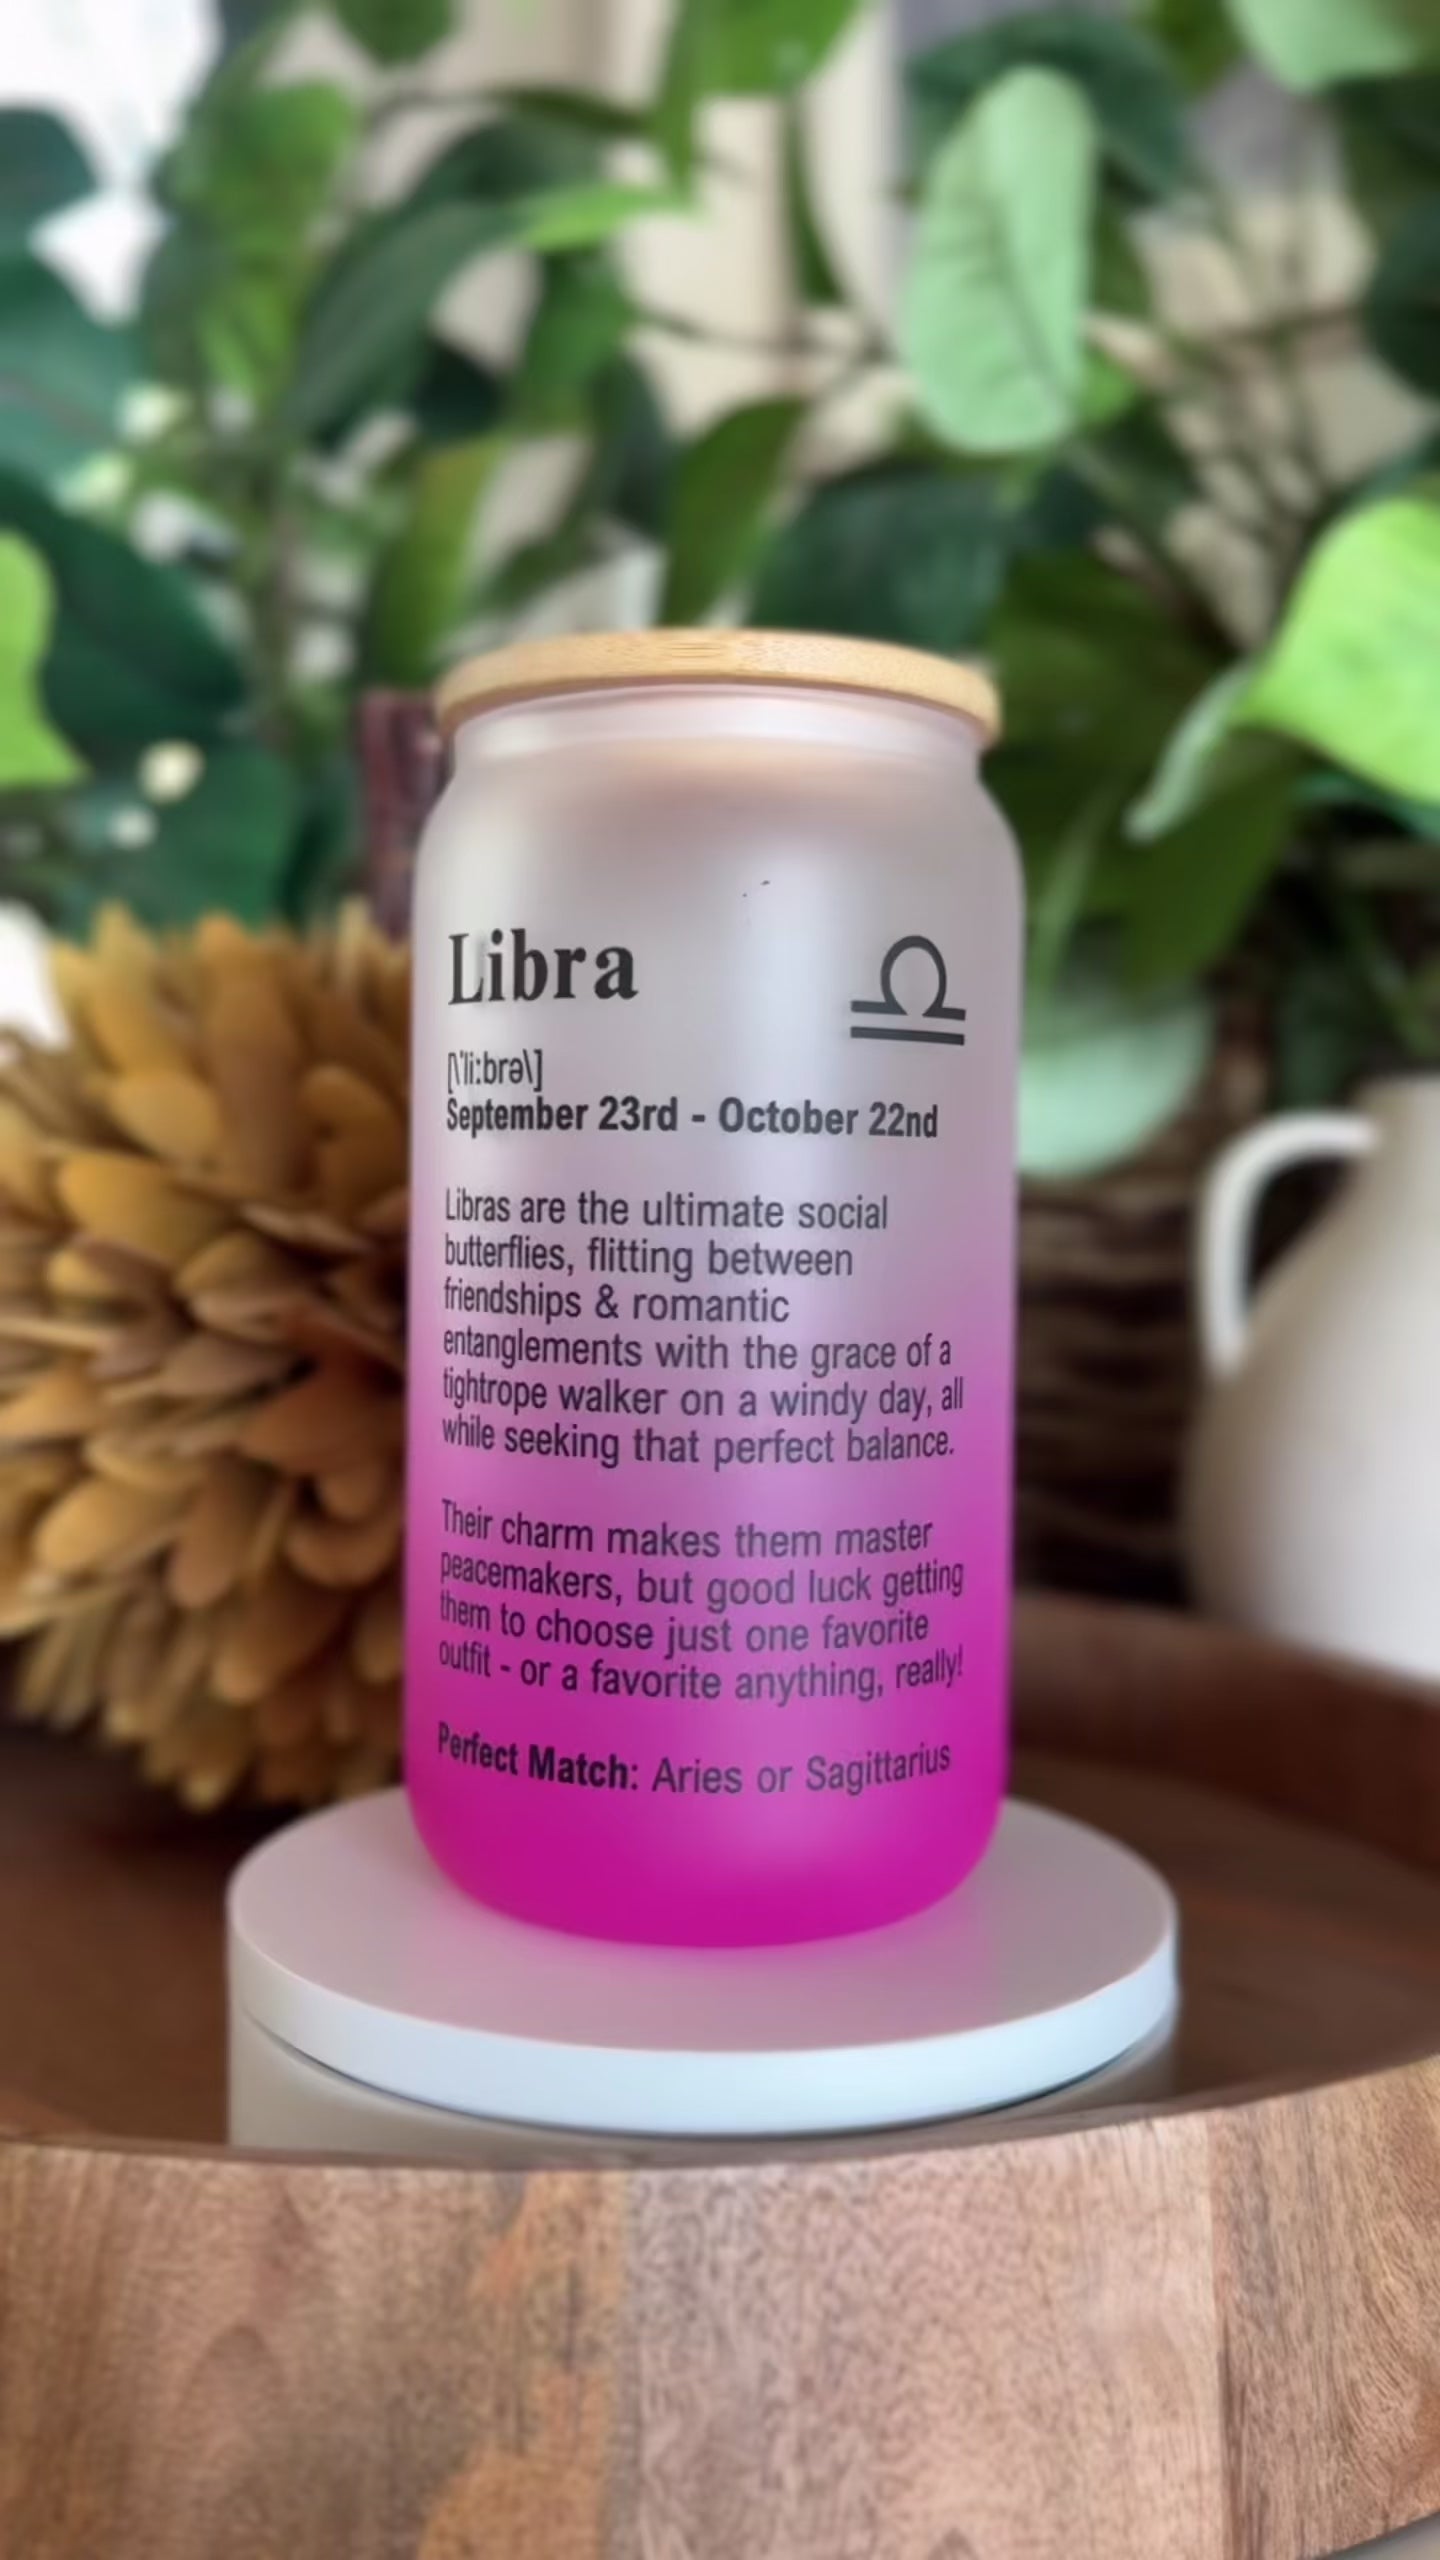 Libra
[\'li:brə\]
September 23rd - October 22nd
Libras are the ultimate social
butterflies, flitting between
friendships & romantic
entanglements with the grace of a
tightrope walker on a windy day, all
while seeking that perfect balance.
Their charm makes them master
peacemakers, but good luck getting
them to choose just one favorite
outfit - or a favorite anything, really!
Perfect Match: Aries or Sagittarius